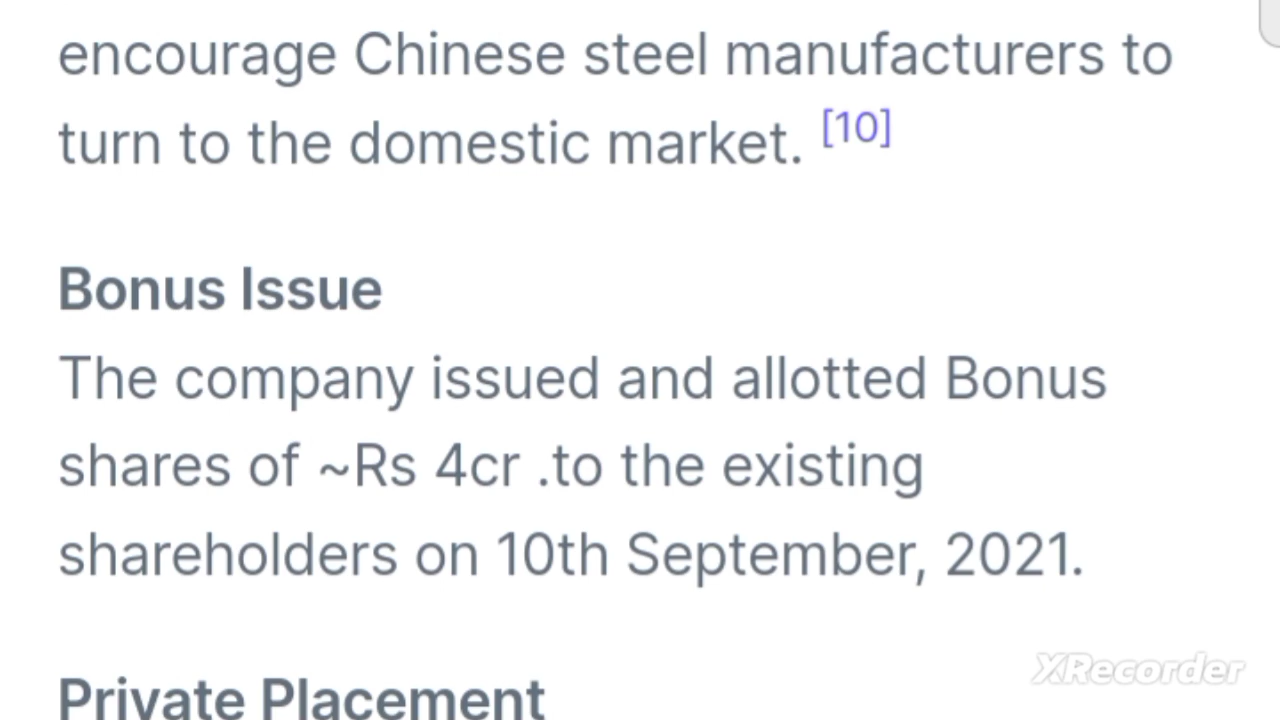 encourage Chinese steel manufacturers to
turn to the domestic market. [10]
Bonus Issue
The company issued and allotted Bonus
shares of ~Rs 4cr .to the existing
shareholders on 10th September, 2021.
Private Placement
XRecorder